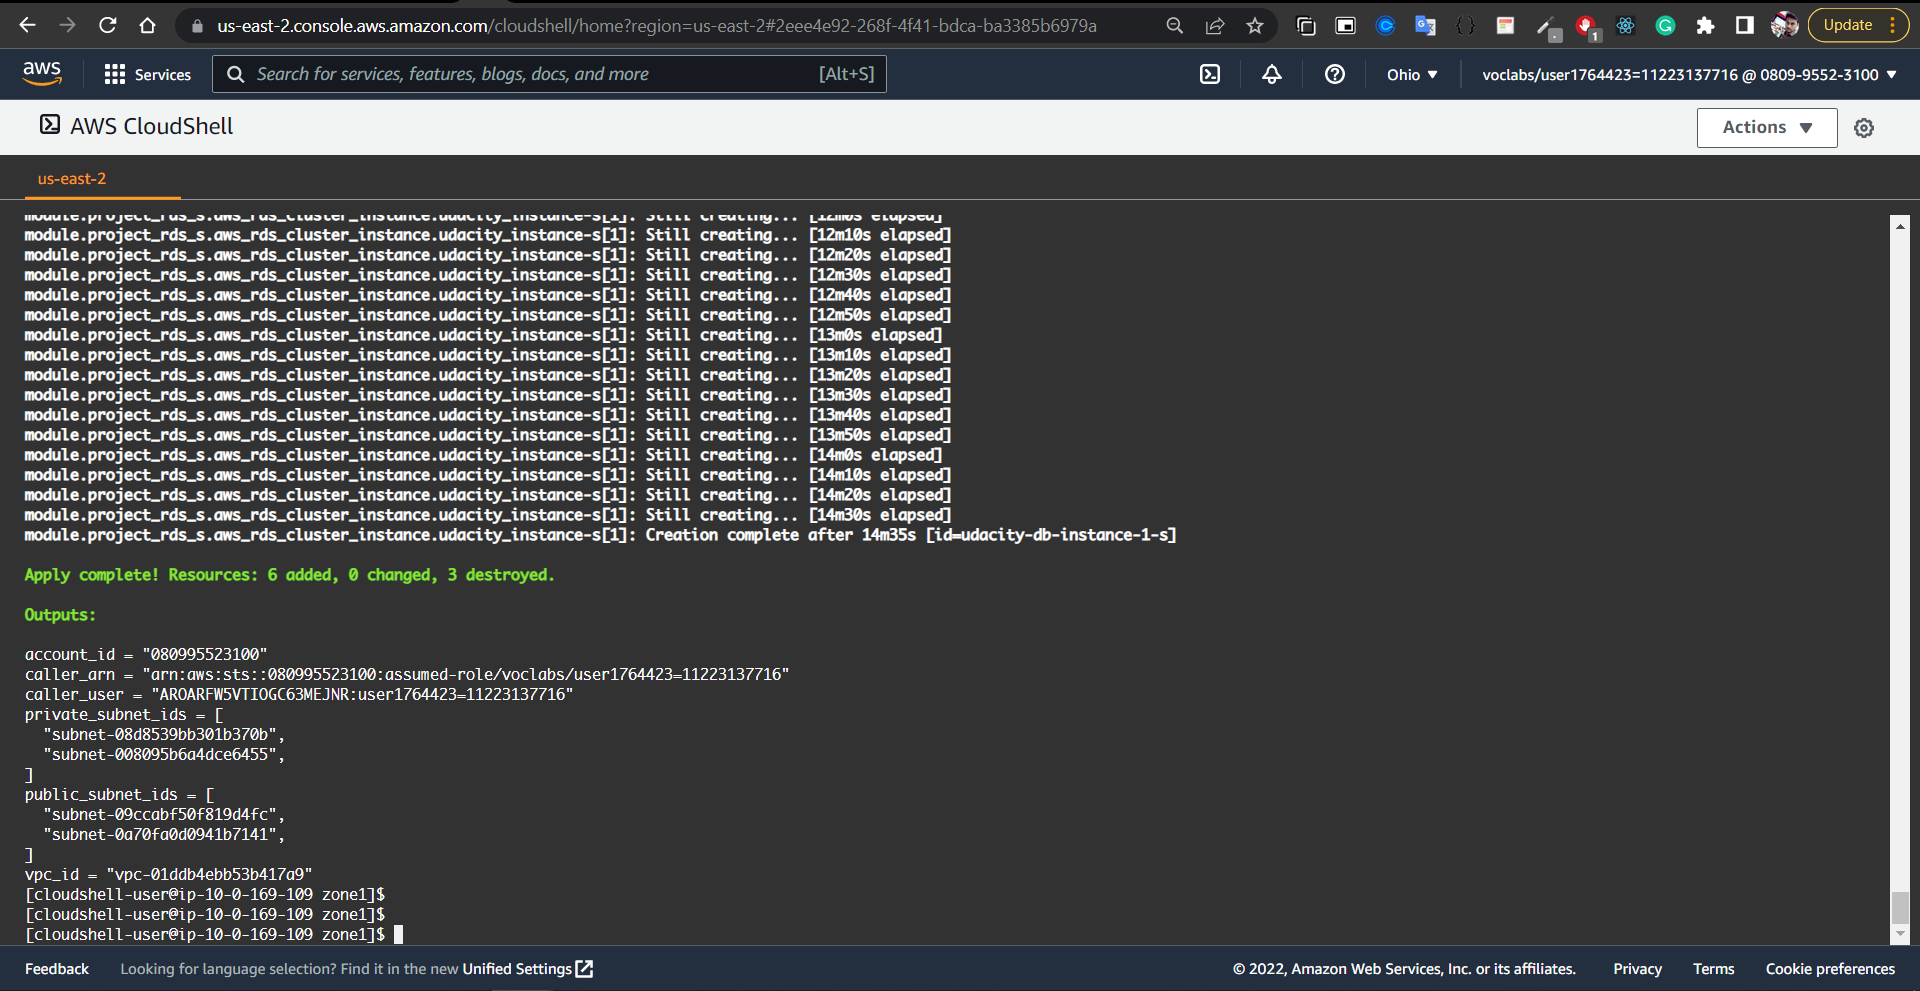 us-east-2.console.aws.amazon.com/cloudshell/home?region=us-east-2#2eee4e92-268f-4f41-bdca-ba3385b6979a
1
Update
aws
Services
Search for services, features, blogs, docs, and more
[Alt+S]
Ohio
voclabs/user1764423=11223137716 @ 0809-9552-3100
AWS CloudShell
Actions
us-east-2
module.project_rds_s.aws_rds_cluster_instance.udacity_instance-s[1]: Still creating... [12m0s elapsed]
module.project_rds_s.aws_rds_cluster_instance.udacity_instance-s[1]: Still creating... [12m10s elapsed]
module.project_rds_s.aws_rds_cluster_instance.udacity_instance-s[1]: Still creating... [12m20s elapsed]
module.project_rds_s.aws_rds_cluster_instance.udacity_instance-s[1]: Still creating... [12m30s elapsed]
module.project_rds_s.aws_rds_cluster_instance.udacity_instance-s[1]: Still creating... [12m40s elapsed]
module.project_rds_s.aws_rds_cluster_instance.udacity_instance-s[1]: Still creating... [12m50s elapsed]
module.project_rds_s.aws_rds_cluster_instance.udacity_instance-s[1]: Still creating... [13m0s elapsed]
module.project_rds_s.aws_rds_cluster_instance.udacity_instance-s[1]: Still creating... [13m10s elapsed]
module.project_rds_s.aws_rds_cluster_instance.udacity_instance-s[1]: Still creating... [13m20s elapsed]
module.project_rds_s.aws_rds_cluster_instance.udacity_instance-s[1]: Still creating... [13m30s elapsed]
module.project_rds_s.aws_rds_cluster_instance.udacity_instance-s[1]: Still creating... [13m40s elapsed]
module.project_rds_s.aws_rds_cluster_instance.udacity_instance-s[1]: Still creating... [13m50s elapsed]
module.project_rds_s.aws_rds_cluster_instance.udacity_instance-s[1]: Still creating... [14m0s elapsed]
module.project_rds_s.aws_rds_cluster_instance.udacity_instance-s[1]: Still creating... [14m10s elapsed]
module.project_rds_s.aws_rds_cluster_instance.udacity_instance-s[1]: Still creating... [14m20s elapsed]
module.project_rds_s.aws_rds_cluster_instance.udacity_instance-s[1]: Still creating... [14m30s elapsed]
module.project_rds_s.aws_rds_cluster_instance.udacity_instance-s[1]: Creation complete after 14m35s [id=udacity-db-instance-1-s]
Apply complete! Resources: 6 added, 0 changed, 3 destroyed.
Outputs:
account_id = "080995523100"
caller_arn = "arn:aws:sts::080995523100:assumed-role/voclabs/user1764423=11223137716"
caller_user = "AROARFW5VTIOGC63MEJNR:user1764423=11223137716"
private_subnet_ids = [
"subnet-08d8539bb301b370b",
"subnet-008095b6a4dce6455",
]
public_subnet_ids = [
"subnet-09ccabf50f819d4fc",
"subnet-0a70fa0d0941b7141",
]
vpc_id = "vpc-01ddb4ebb53b417a9"
[cloudshell-user@ip-10-0-169-109 zone1]$
[cloudshell-user@ip-10-0-169-109 zone1]$
[cloudshell-user@ip-10-0-169-109 zone1]$
Feedback
Looking for language selection? Find it in the new Unified Settings
© 2022, Amazon Web Services, Inc. or its affiliates.
Privacy
Terms
Cookie preferences